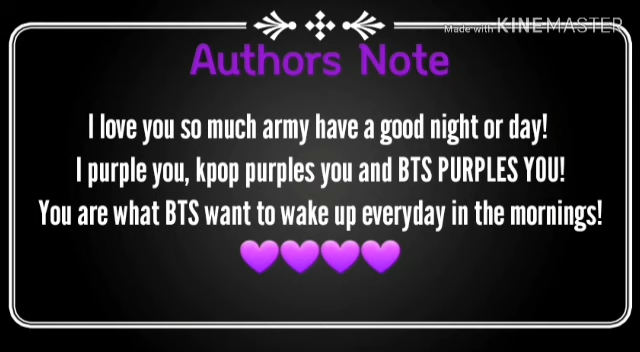 Made with KINEMASTER
Authors Note
I love you so much army have a good night or day!
I purple you, kpop purples you and BTS PURPLES YOU!
You are what BTS want to wake up everyday in the mornings!
💜💜💜💜